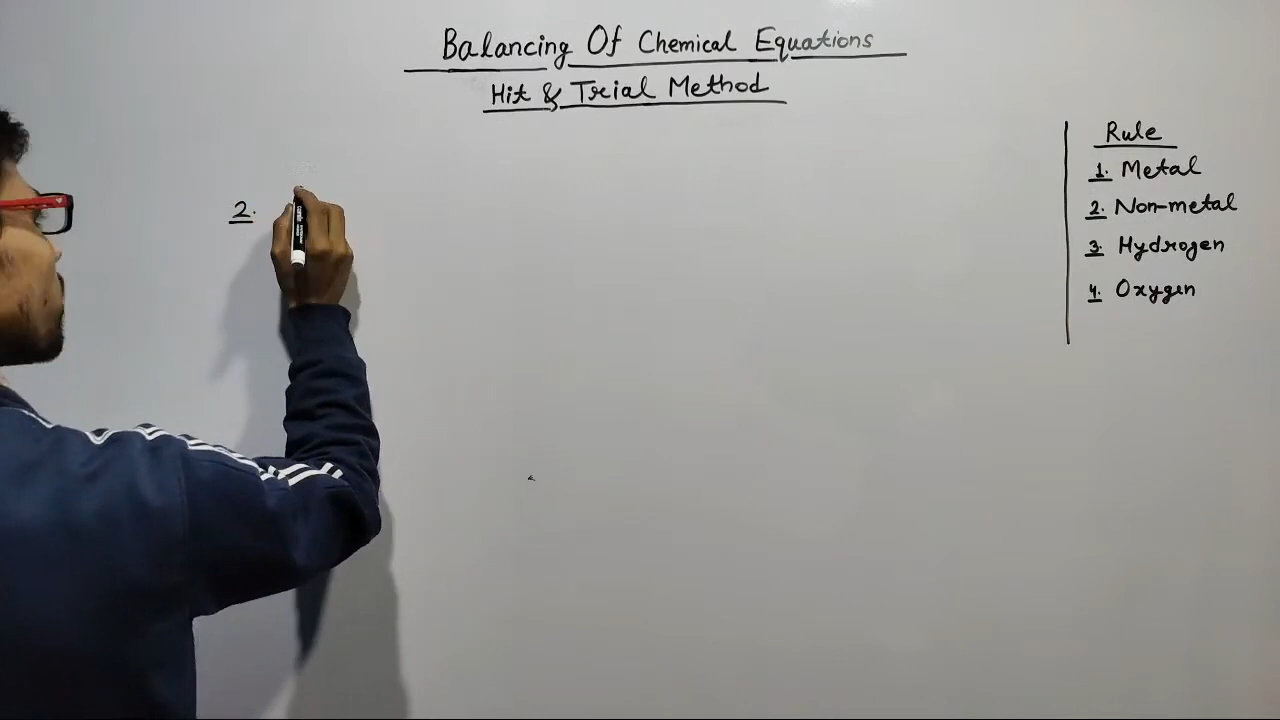 Balancing Of Chemical Equations
Hit & Trial Method
Rule
1. Metal
2. Non-metal
3. Hydrogen
4. Oxygen
2.